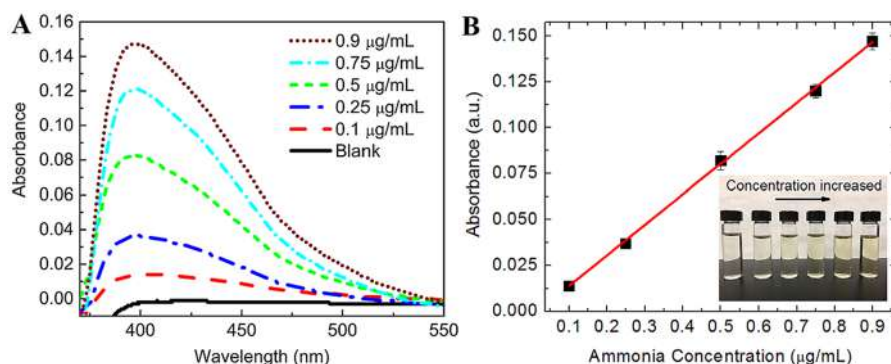 A
0.16
0.14
0.12
0.10
0.08
0.06
0.04
0.02
0.00
Absorbance
400
450
500
550
Wavelength (nm)
0.9 μg/mL
0.75 μg/mL
0.5 μg/mL
0.25 μg/mL
0.1 μg/mL
Blank
B
0.150
0.125
0.100
0.075
0.050
0.025
0.000
Absorbance (a.u.)
Concentration increased
0.1 0.2 0.3 0.4 0.5 0.6 0.7 0.8 0.9
Ammonia Concentration (μg/mL)